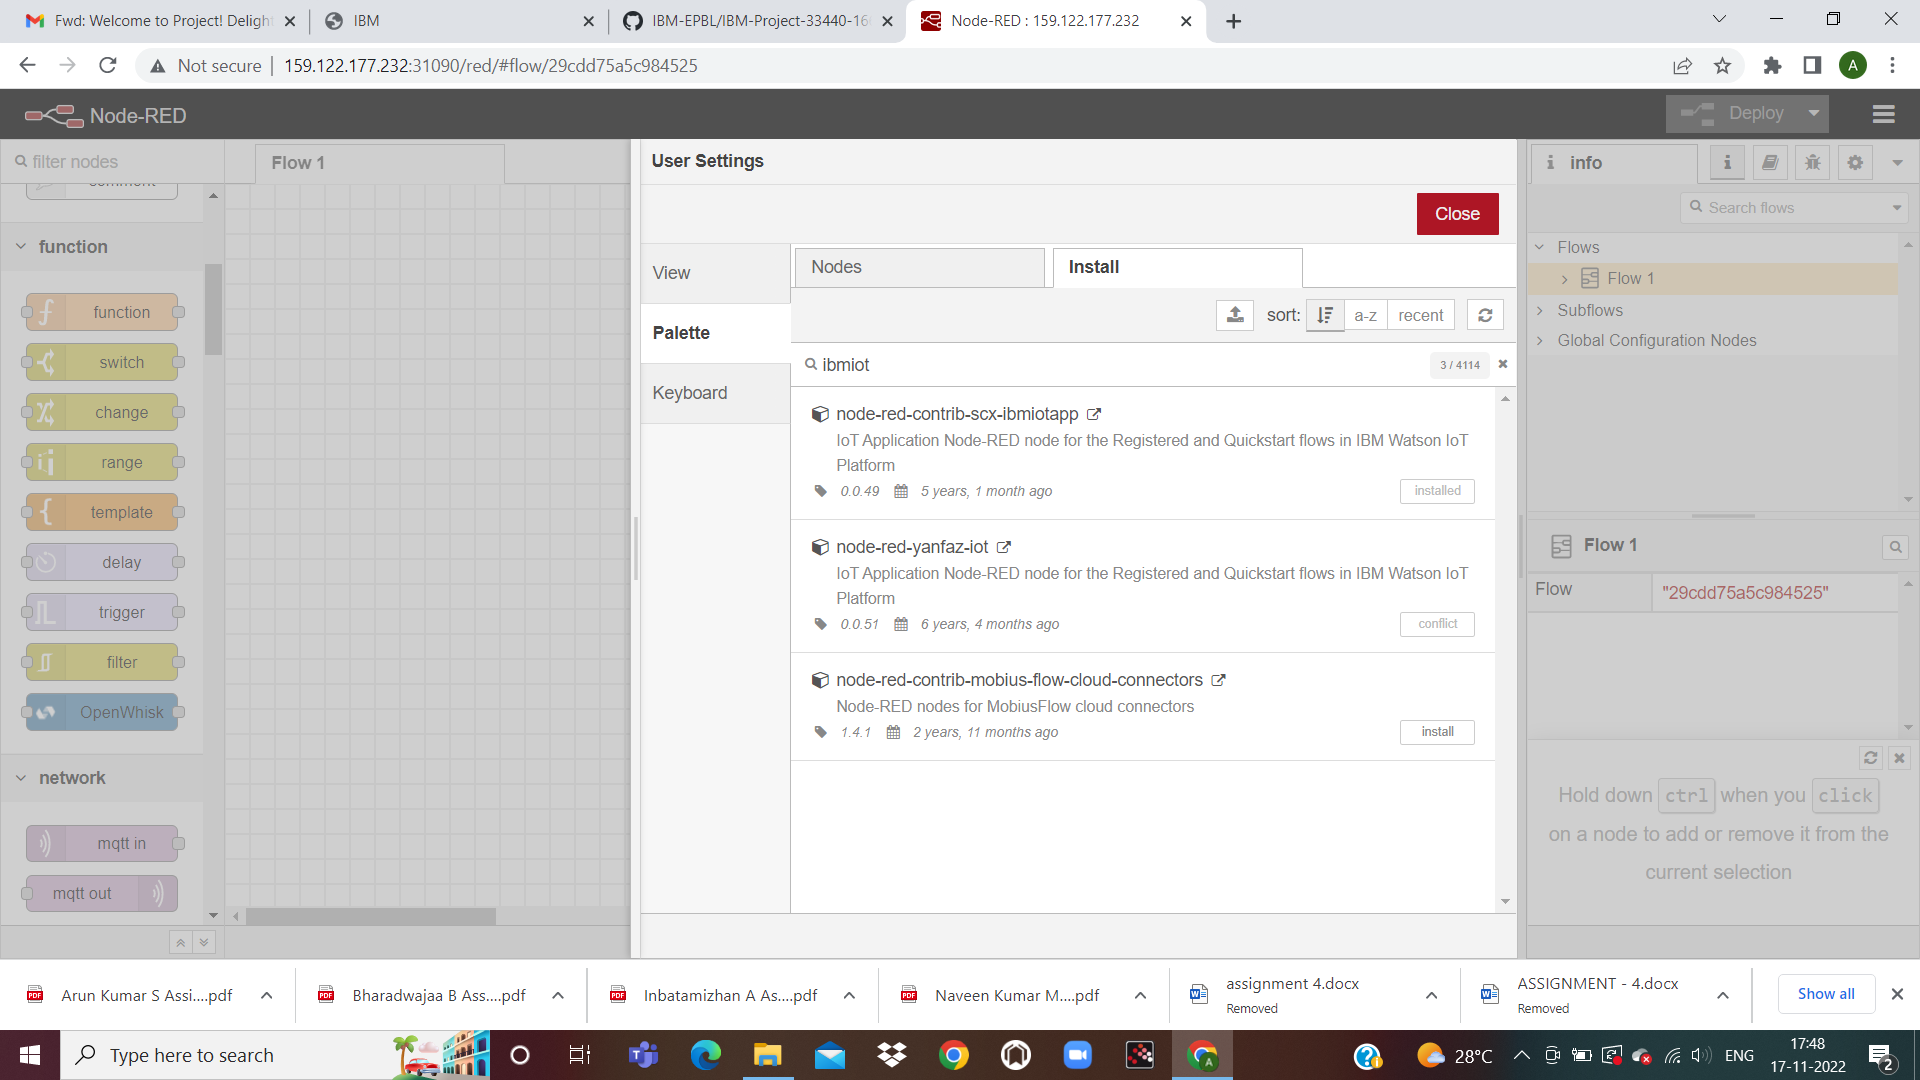 Fwd: Welcome to Project! Deligh
IBM
IBM-EPBL/IBM-Project-33440-16
Node-RED : 159.122.177.232
Not secure
159.122.177.232:31090/red/#flow/29cdd75a5c984525
A
Node-RED
Deploy
filter nodes
comment
function
function
switch
change
range
template
delay
trigger
filter
OpenWhisk
network
mqtt in
mqtt out
Flow 1
User Settings
Close
View
Palette
Keyboard
Nodes
Install
sort:
a-z
recent
ibmiot
3 / 4114
node-red-contrib-scx-ibmiotapp
IoT Application Node-RED node for the Registered and Quickstart flows in IBM Watson IoT
Platform
0.0.49
5 years, 1 month ago
installed
node-red-yanfaz-iot
IoT Application Node-RED node for the Registered and Quickstart flows in IBM Watson IoT
Platform
0.0.51
6 years, 4 months ago
conflict
node-red-contrib-mobius-flow-cloud-connectors
Node-RED nodes for MobiusFlow cloud connectors
1.4.1
2 years, 11 months ago
install
info
Search flows
Flows
Flow 1
Subflows
Global Configuration Nodes
Flow 1
Flow
"29cdd75a5c984525"
Hold down ctrl when you click
on a node to add or remove it from the
current selection
Arun Kumar S Assi....pdf
Bharadwajaa B Ass....pdf
Inbatamizhan A As....pdf
Naveen Kumar M....pdf
assignment 4.docx
Removed
ASSIGNMENT - 4.docx
Removed
Show all
Type here to search
28°C
ENG
17:48
17-11-2022
2